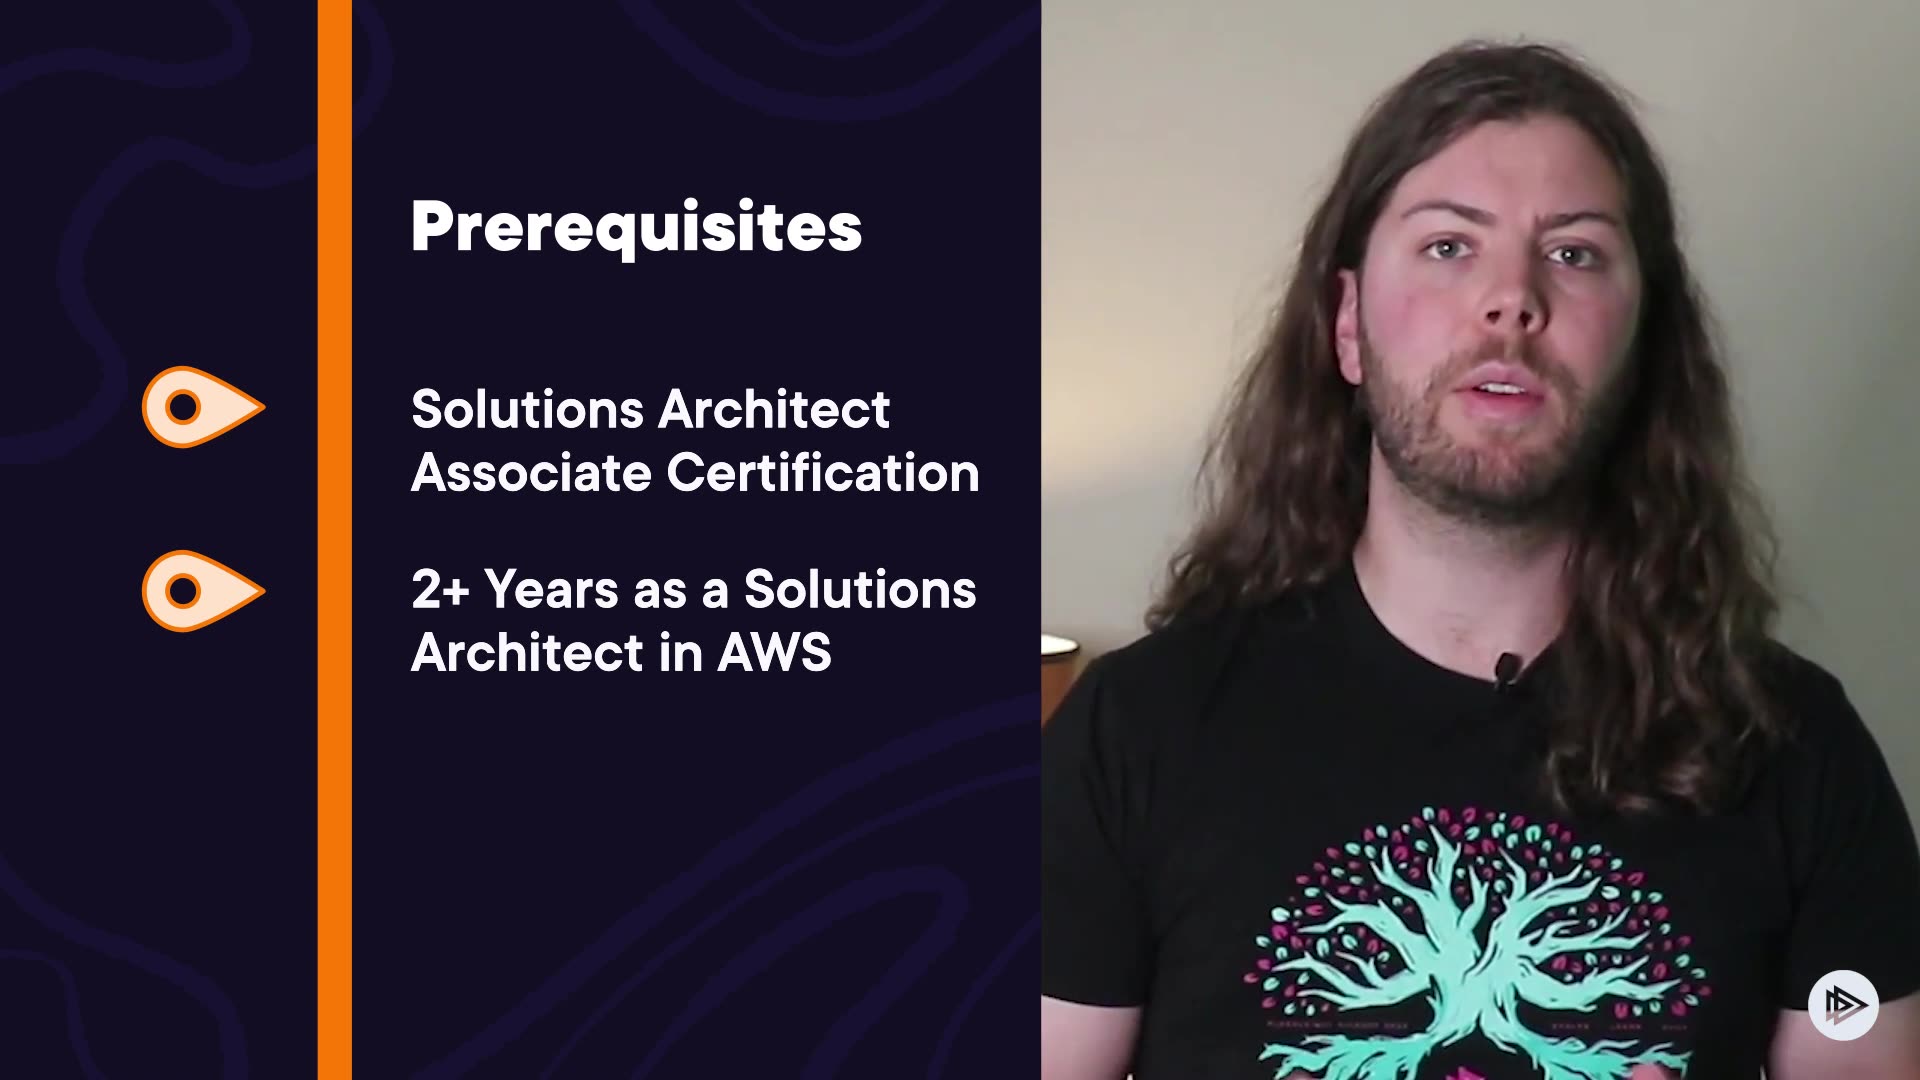 Prerequisites
Solutions Architect
Associate Certification
2+ Years as a Solutions
Architect in AWS